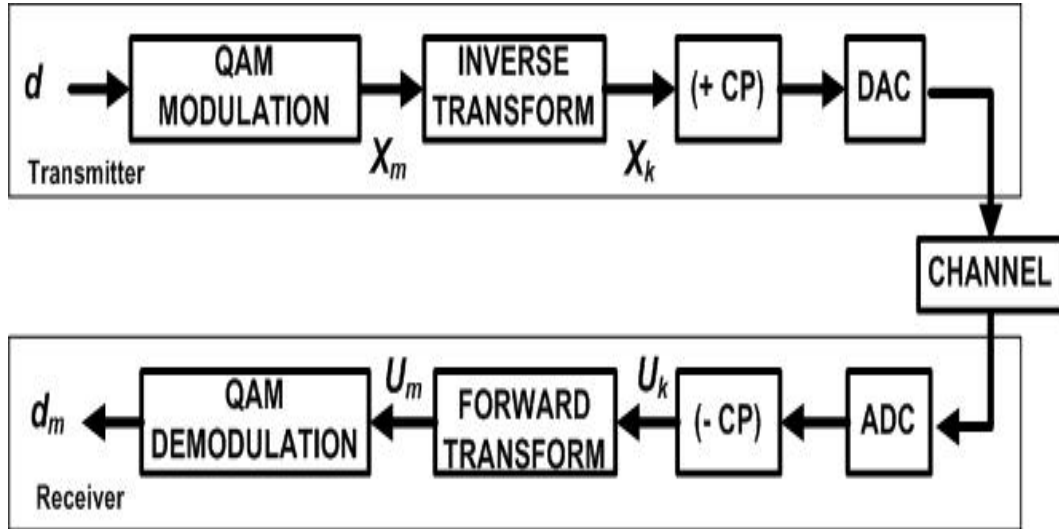 d
QAM
MODULATION
X_m
INVERSE
TRANSFORM
X_k
(+ CP)
DAC
Transmitter
CHANNEL
d_m
QAM
DEMODULATION
U_m
FORWARD
TRANSFORM
U_k
(- CP)
ADC
Receiver